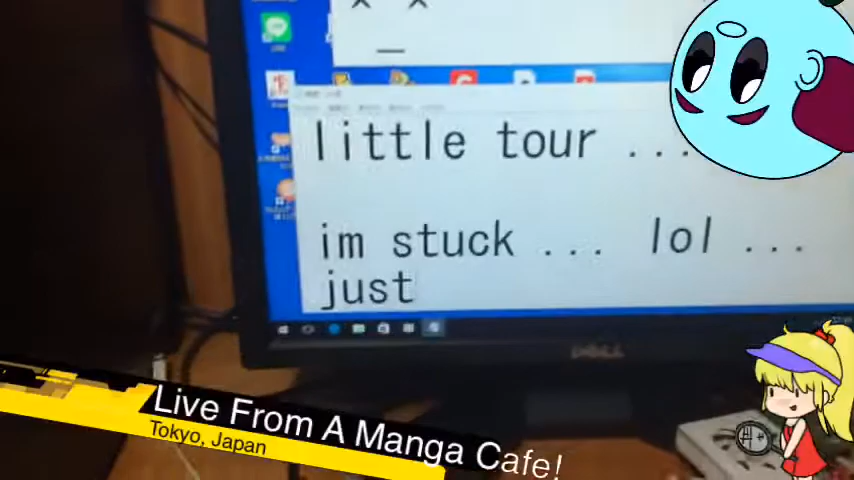 little tour ...
im stuck ... lol ...
just
DELL
Live From A Manga Cafe!
Tokyo, Japan